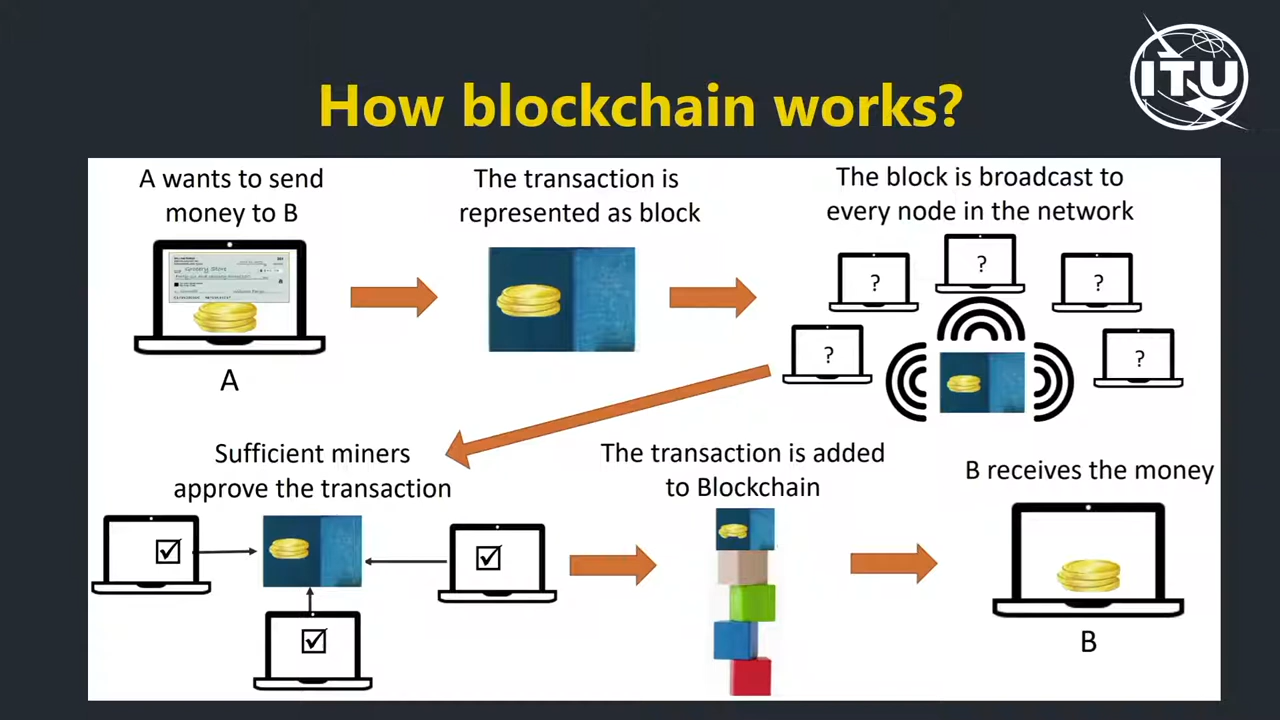 ITU
How blockchain works?
A wants to send
money to B
The transaction is
represented as block
The block is broadcast to
every node in the network
Grocery Store
?
?
?
?
?
A
Sufficient miners
approve the transaction
The transaction is added
to Blockchain
B receives the money
B